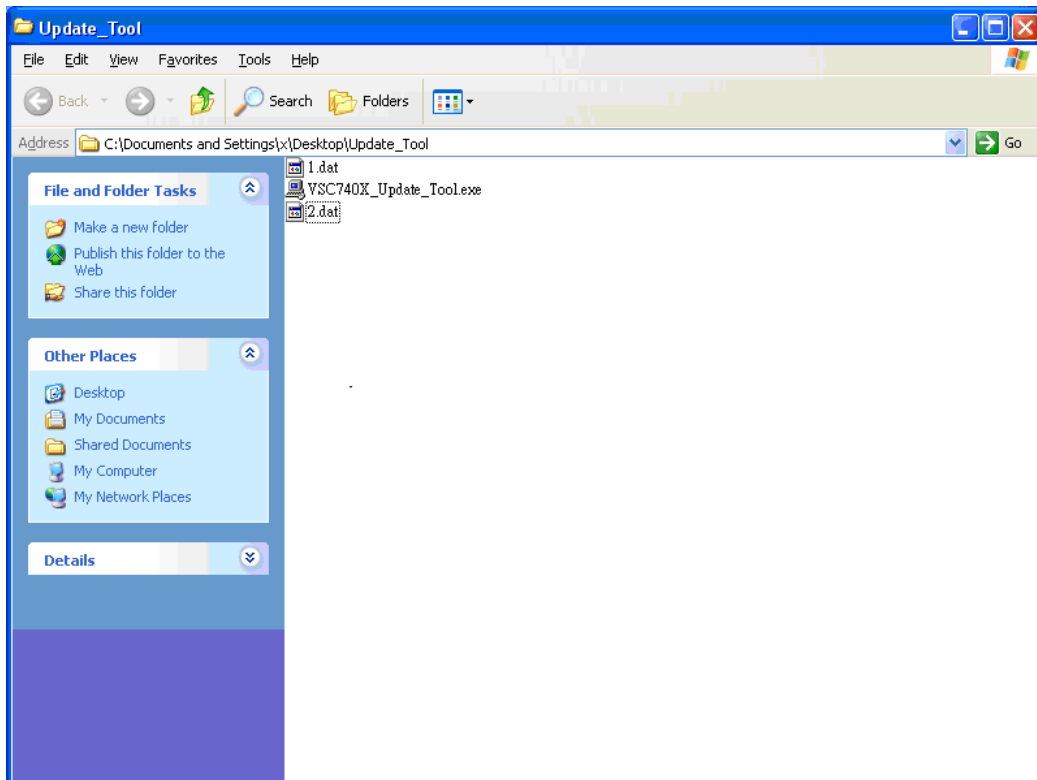 Update_Tool
File Edit View Favorites Tools Help
Back Search Folders
Address C:\Documents and Settings\x\Desktop\Update_Tool Go
File and Folder Tasks
Make a new folder
Publish this folder to the
Web
Share this folder
Other Places
Desktop
My Documents
Shared Documents
My Computer
My Network Places
Details
1.dat
VSC740X_Update_Tool.exe
2.dat